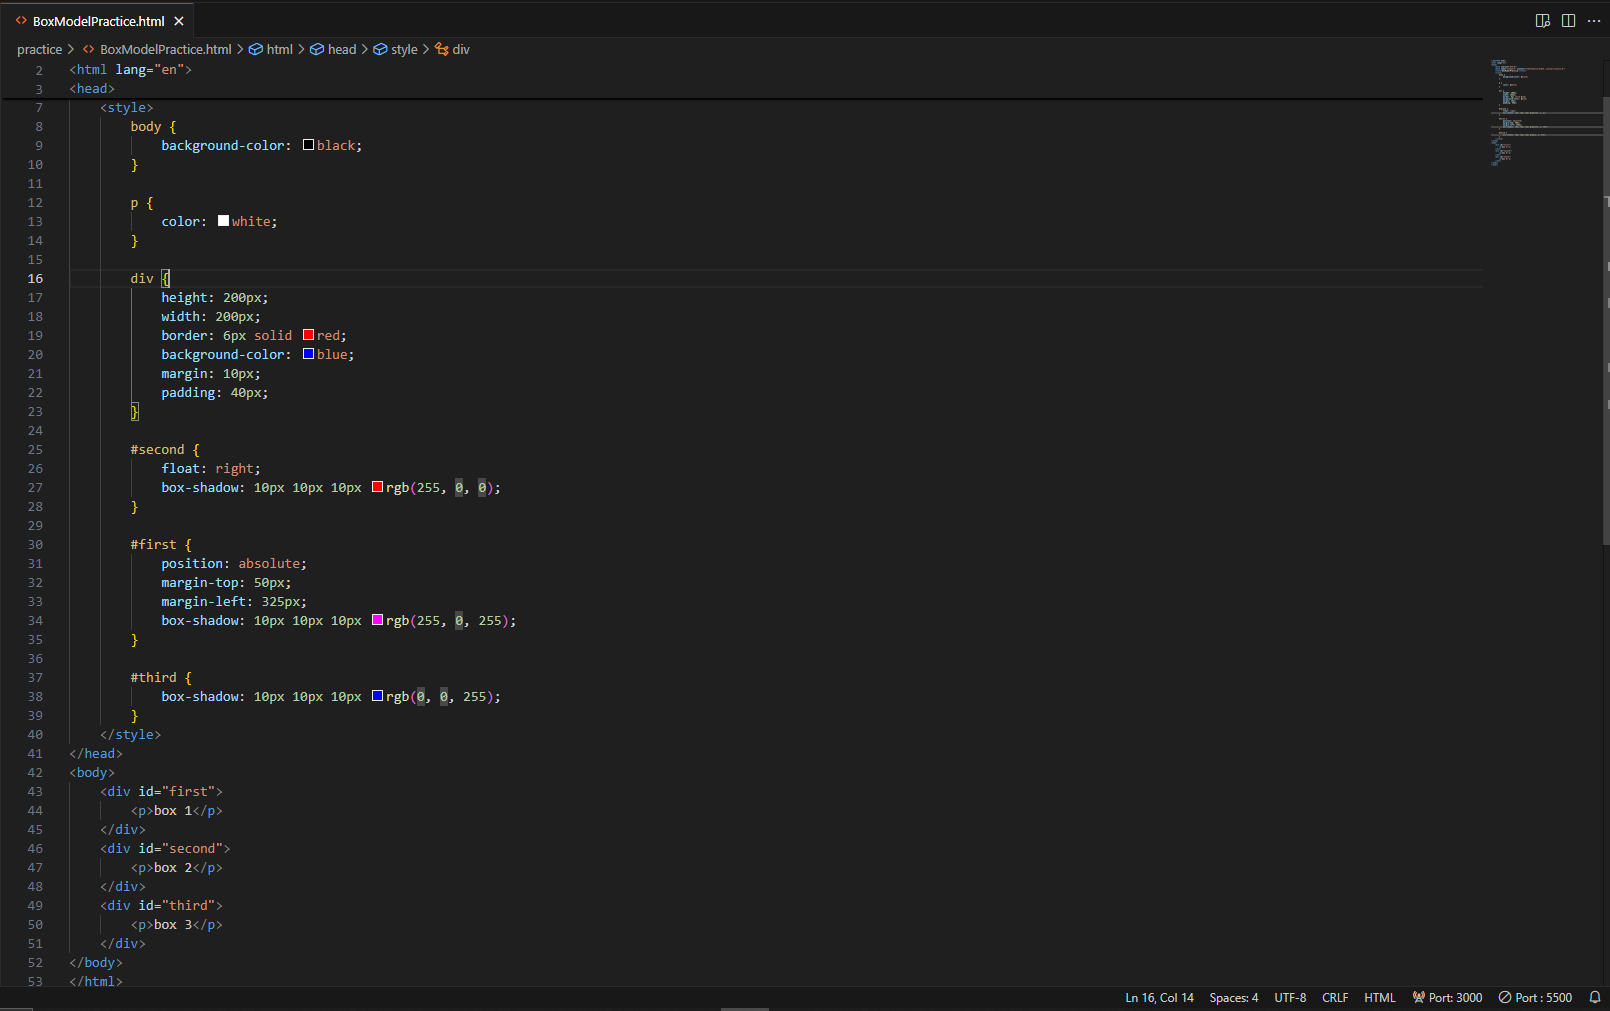 BoxModelPractice.html
practice > BoxModelPractice.html > html > head > style > div
2 <html lang="en">
3 <head>
7 <style>
8 body {
9 background-color: black;
10 }
11
12 p {
13 color: white;
14 }
15
16 div {
17 height: 200px;
18 width: 200px;
19 border: 6px solid red;
20 background-color: blue;
21 margin: 10px;
22 padding: 40px;
23 }
24
25 #second {
26 float: right;
27 box-shadow: 10px 10px 10px rgb(255, 0, 0);
28 }
29
30 #first {
31 position: absolute;
32 margin-top: 50px;
33 margin-left: 325px;
34 box-shadow: 10px 10px 10px rgb(255, 0, 255);
35 }
36
37 #third {
38 box-shadow: 10px 10px 10px rgb(0, 0, 255);
39 }
40 </style>
41 </head>
42 <body>
43 <div id="first">
44 <p>box 1</p>
45 </div>
46 <div id="second">
47 <p>box 2</p>
48 </div>
49 <div id="third">
50 <p>box 3</p>
51 </div>
52 </body>
53 </html>
Ln 16, Col 14 Spaces: 4 UTF-8 CRLF HTML Port: 3000 Port : 5500